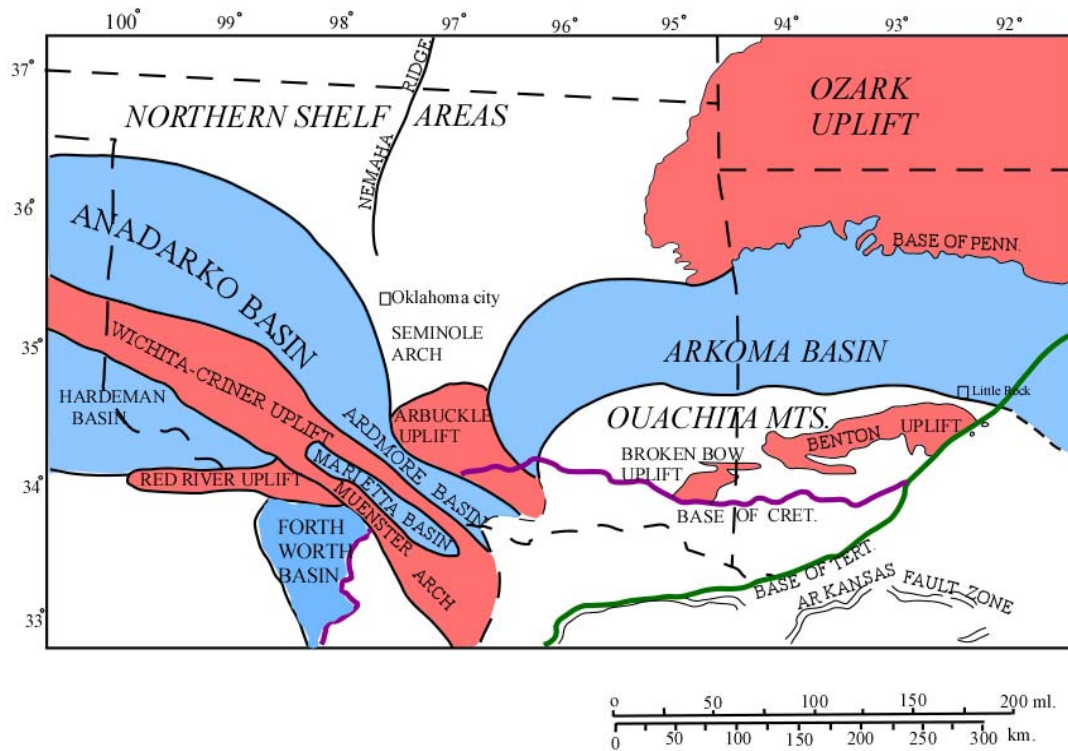 100° 99° 98° 97° 96° 95° 94° 93° 92°
37°
36°
35°
34°
33°
NORTHERN SHELF AREAS
NEMAHA RIDGE
OZARK
UPLIFT
BASE OF PENN.
ANADARKO BASIN
Oklahoma city
SEMINOLE
ARCH
WICHITA-CRINER UPLIFT
HARDEMAN
BASIN
ARBUCKLE
UPLIFT
ARDMORE BASIN
ARKOMA BASIN
Little Rock
OUACHITA MTS.
BENTON UPLIFT
BROKEN BOW
UPLIFT
RED RIVER UPLIFT
MARIETTA BASIN
MUENSTER
ARCH
BASE OF CRET.
FORTH
WORTH
BASIN
BASE OF TERT.
ARKANSAS FAULT ZONE
o 50 100 150 200 ml.
0 50 100 150 200 250 300 km.